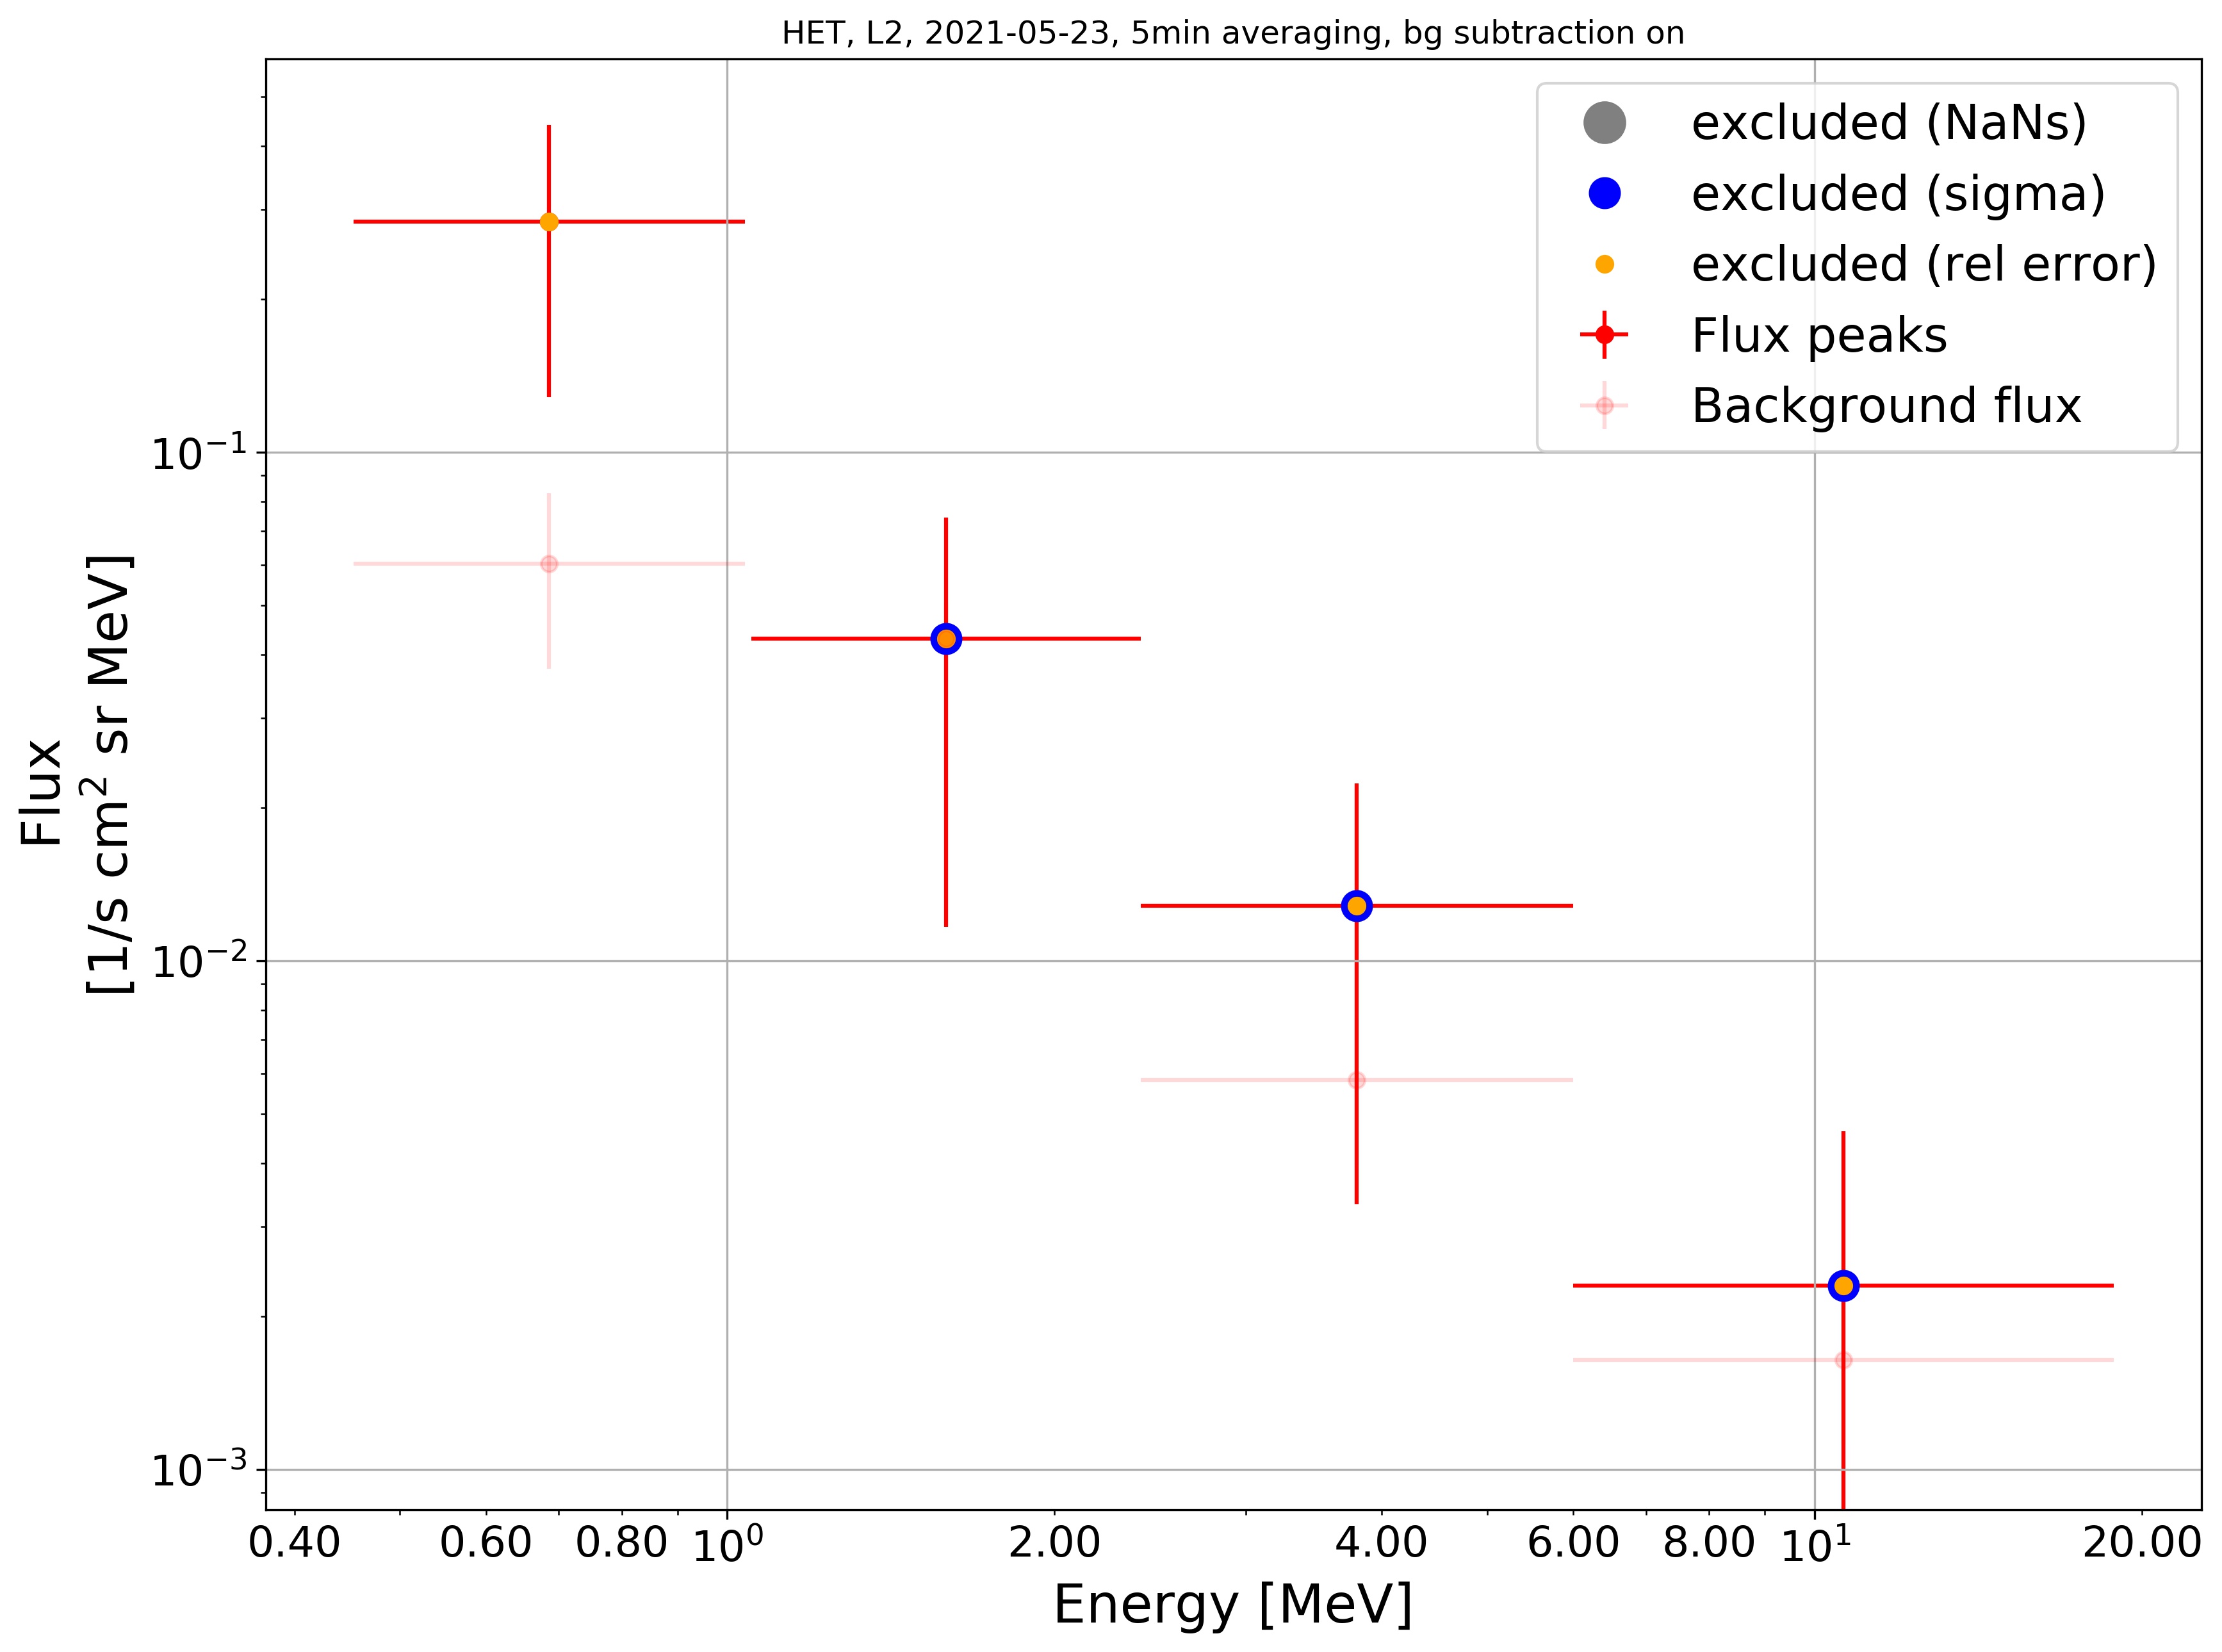 HET, L2, 2021-05-23, 5min averaging, bg subtraction on
excluded (NaNs)
excluded (sigma)
excluded (rel error)
Flux peaks
Background flux
Flux
[1/s cm² sr MeV]
10⁻¹
10⁻²
10⁻³
0.40 0.60 0.80 10⁰ 2.00 4.00 6.00 8.00 10¹ 20.00
Energy [MeV]